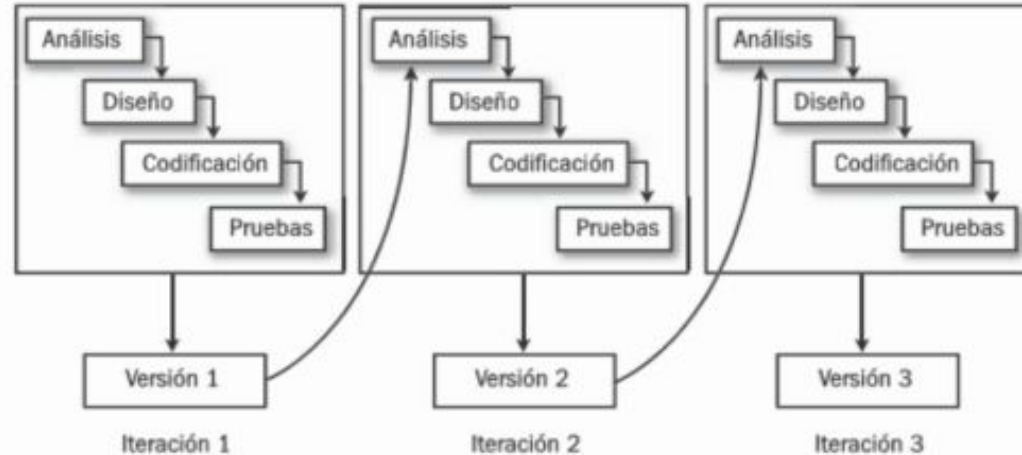 Análisis
Diseño
Codificación
Pruebas
Versión 1
Iteración 1
Análisis
Diseño
Codificación
Pruebas
Versión 2
Iteración 2
Análisis
Diseño
Codificación
Pruebas
Versión 3
Iteración 3